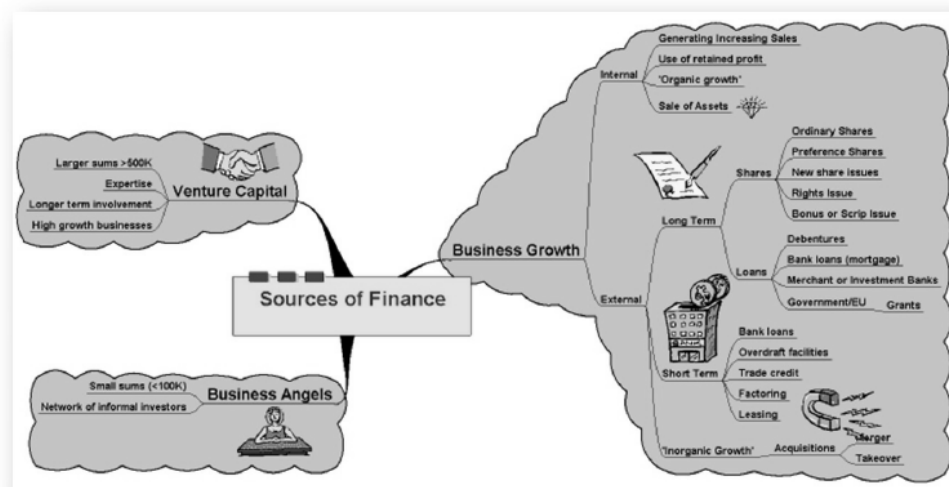 Sources of Finance
Venture Capital
Larger sums >500K
Expertise
Longer term involvement
High growth businesses
Business Angels
Small sums (<100K)
Network of informal investors
Business Growth
Internal
Generating Increasing Sales
Use of retained profit
'Organic growth'
Sale of Assets
External
Long Term
Shares
Ordinary Shares
Preference Shares
New share issues
Rights Issue
Bonus or Scrip Issue
Loans
Debentures
Bank loans (mortgage)
Merchant or Investment Banks
Government/EU
Grants
Short Term
Bank loans
Overdraft facilities
Trade credit
Factoring
Leasing
'Inorganic Growth'
Acquisitions
Merger
Takeover